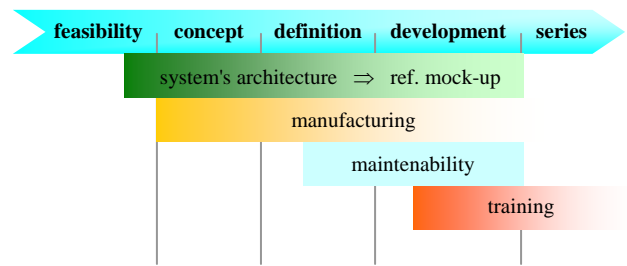 feasibility concept definition development series
system's architecture ⇒ ref. mock-up
manufacturing
maintenability
training